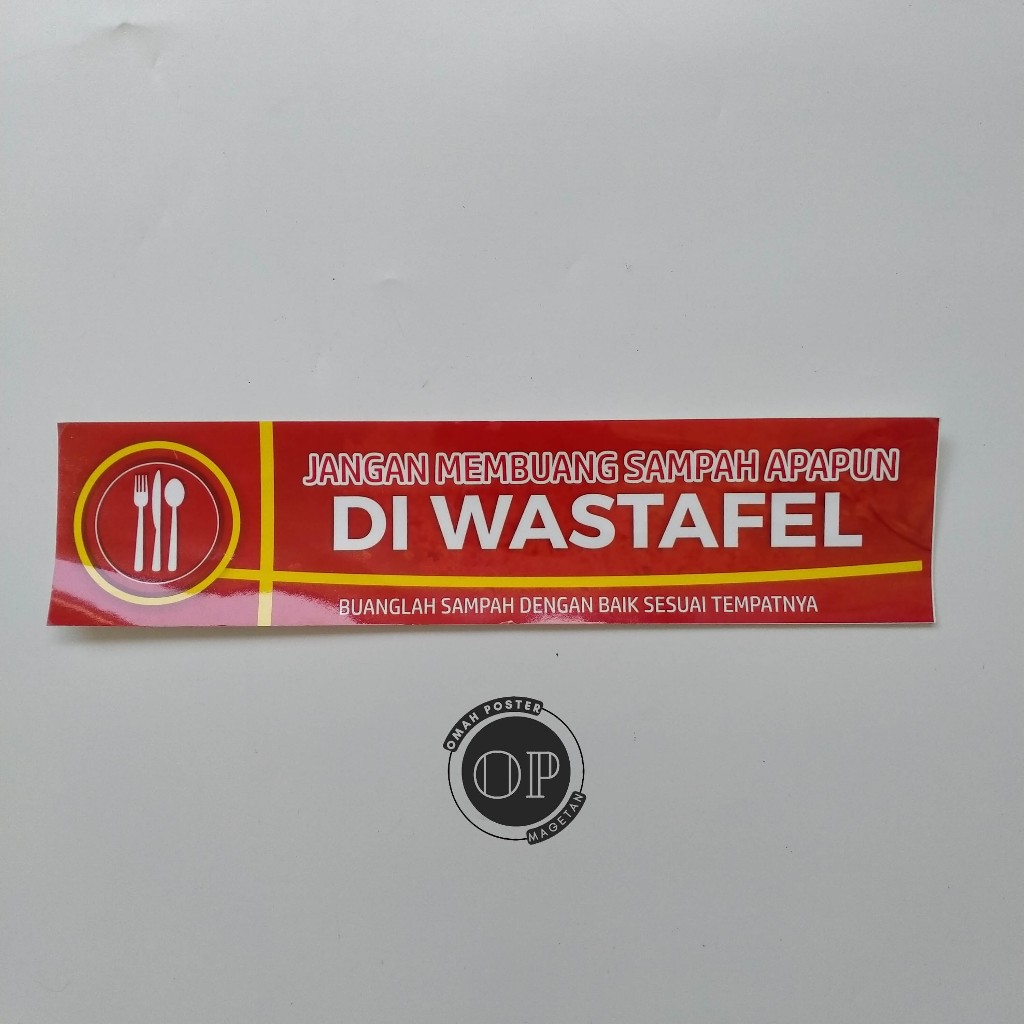 JANGAN MEMBUANG SAMPAH APAPUN
DI WASTAFEL
BUANGLAH SAMPAH DENGAN BAIK SESUAI TEMPATNYA
OMAH POSTER
OP
MAGETAN